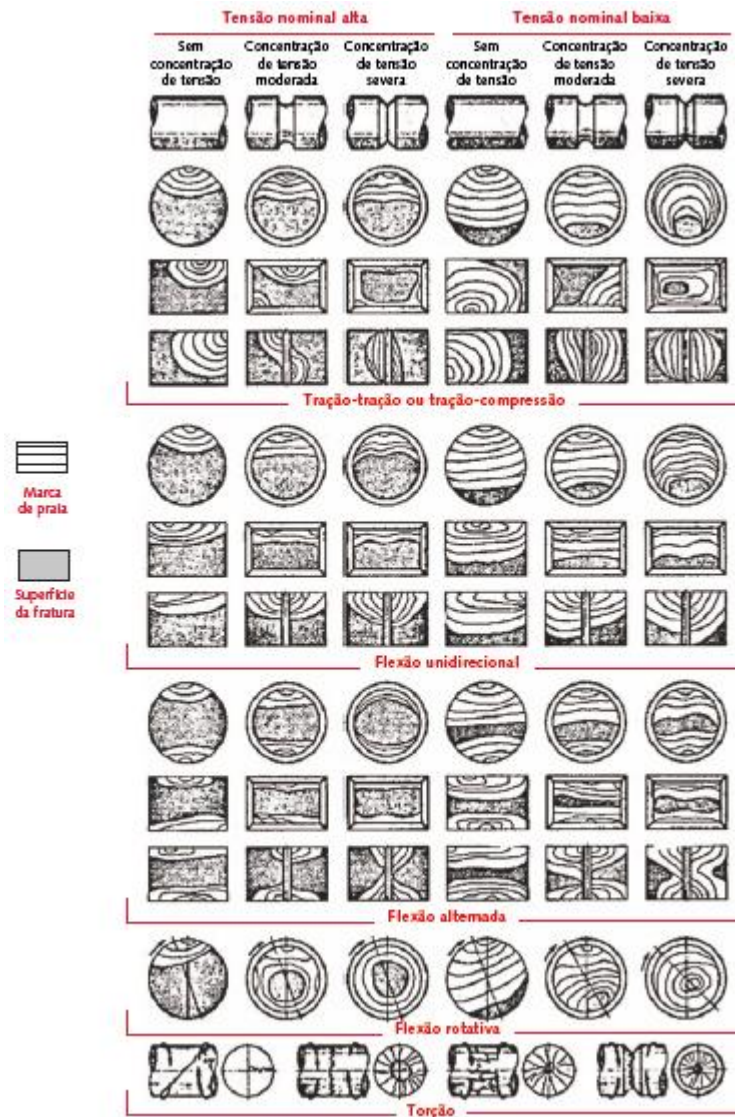 Tensão nominal alta
Tensão nominal baixa
Sem concentração de tensão
Concentração de tensão moderada
Concentração de tensão severa
Sem concentração de tensão
Concentração de tensão moderada
Concentração de tensão severa
Tração-tração ou tração-compressão
Marca
de praia
Superfície
da fratura
Flexão unidirecional
Flexão alternada
Flexão rotativa
Torção